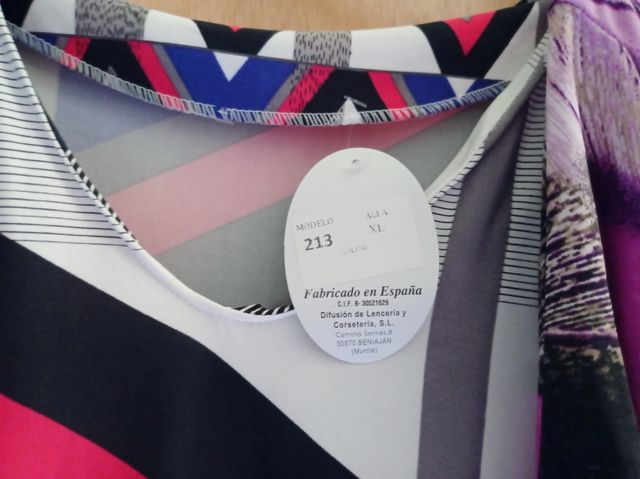 MODELO TALLA
213 XL
COLOR
Fabricado en España
C.I.F. B- 30521629
Difusión de Lencería y
Corsetería, S.L.
Camino Sernas,8
30570 BENIAJÁN
(Murcia)